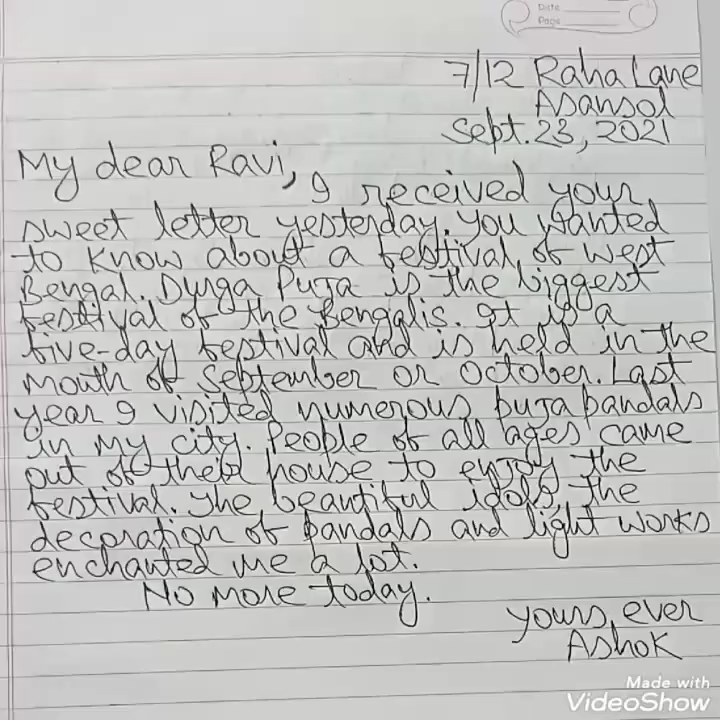 Date
Page
7/12 Raha Lane
Asansol
Sept. 23, 2021
My dear Ravi,
I received your
sweet letter yesterday. You wanted
to know about a festival of west
Bengal. Durga Puja is the biggest
festival of the Bengalis. It is a
five-day festival and is held in the
month of September or October. Last
year I visited numerous puja pandals
in my city. People of all ages came
out of their house to enjoy the
festival. The beautiful idols, the
decoration of pandals and light works
enchanted me a lot.
No more today.
yours ever
Ashok
Made with
VideoShow